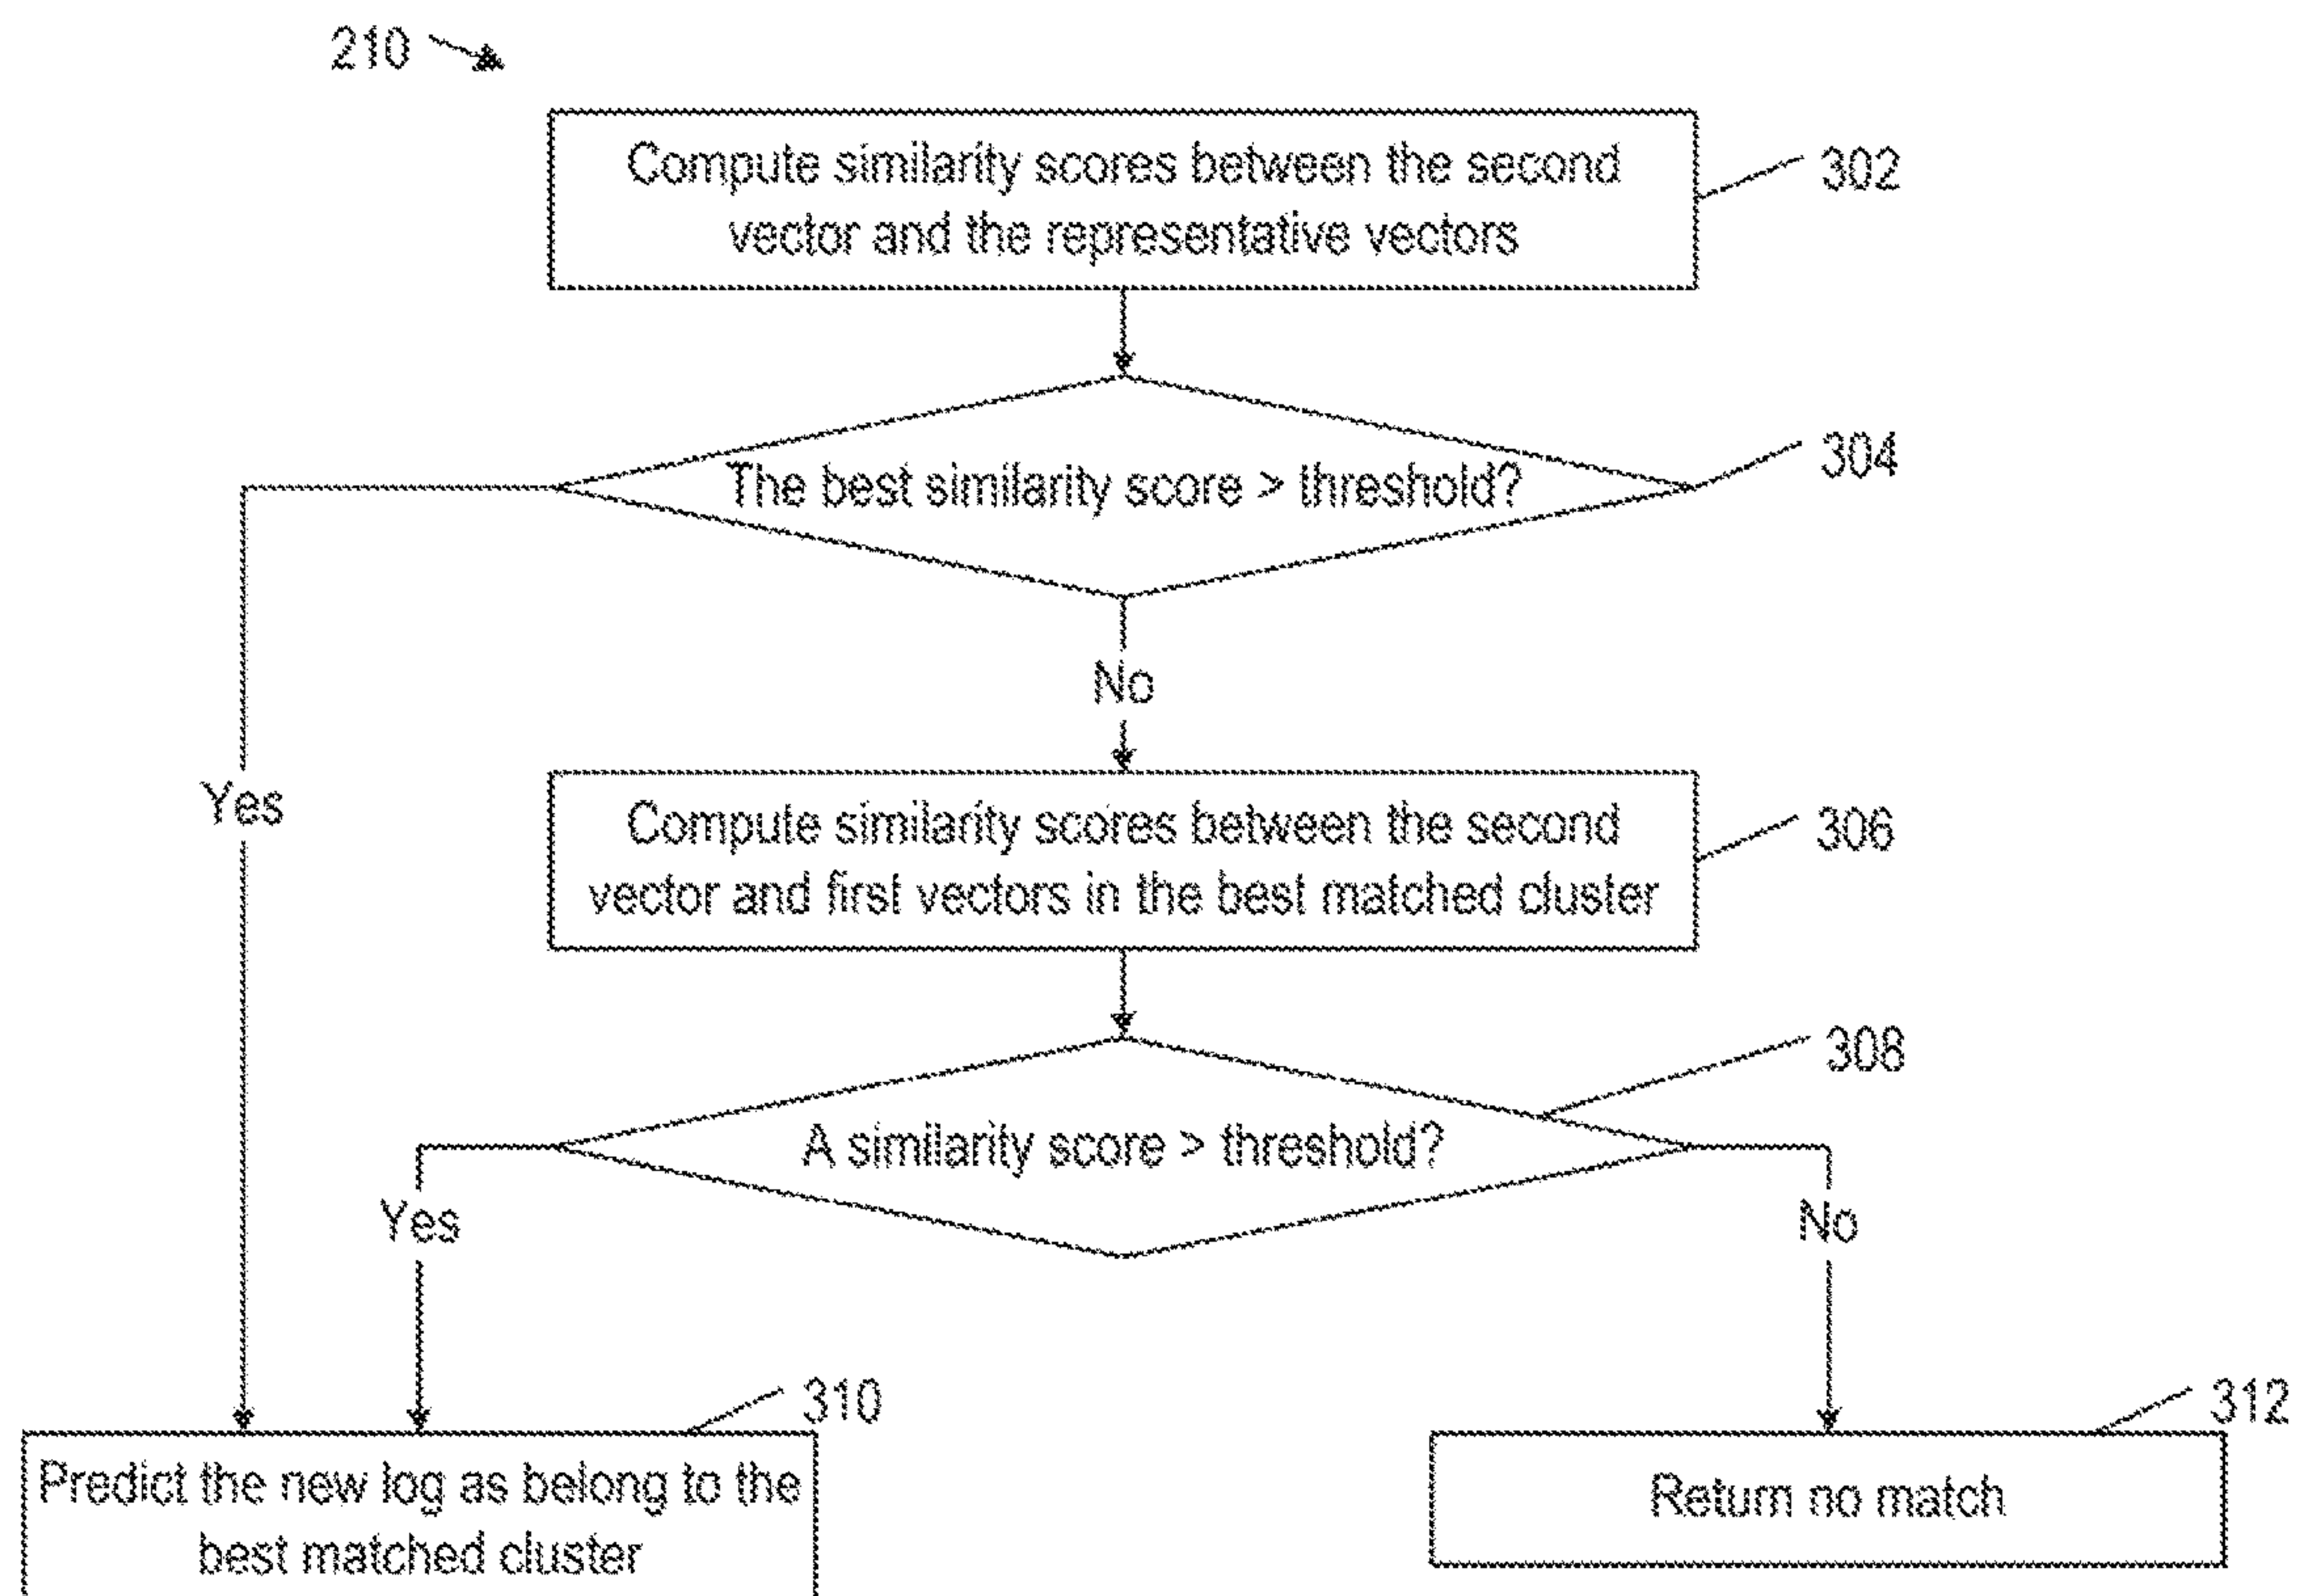 210
Compute similarity scores between the second
vector and the representative vectors
302
The best similarity score > threshold?
304
No
Yes
Compute similarity scores between the second
vector and first vectors in the best matched cluster
306
A similarity score > threshold?
308
Yes
No
310
312
Predict the new log as belong to the
best matched cluster
Return no match